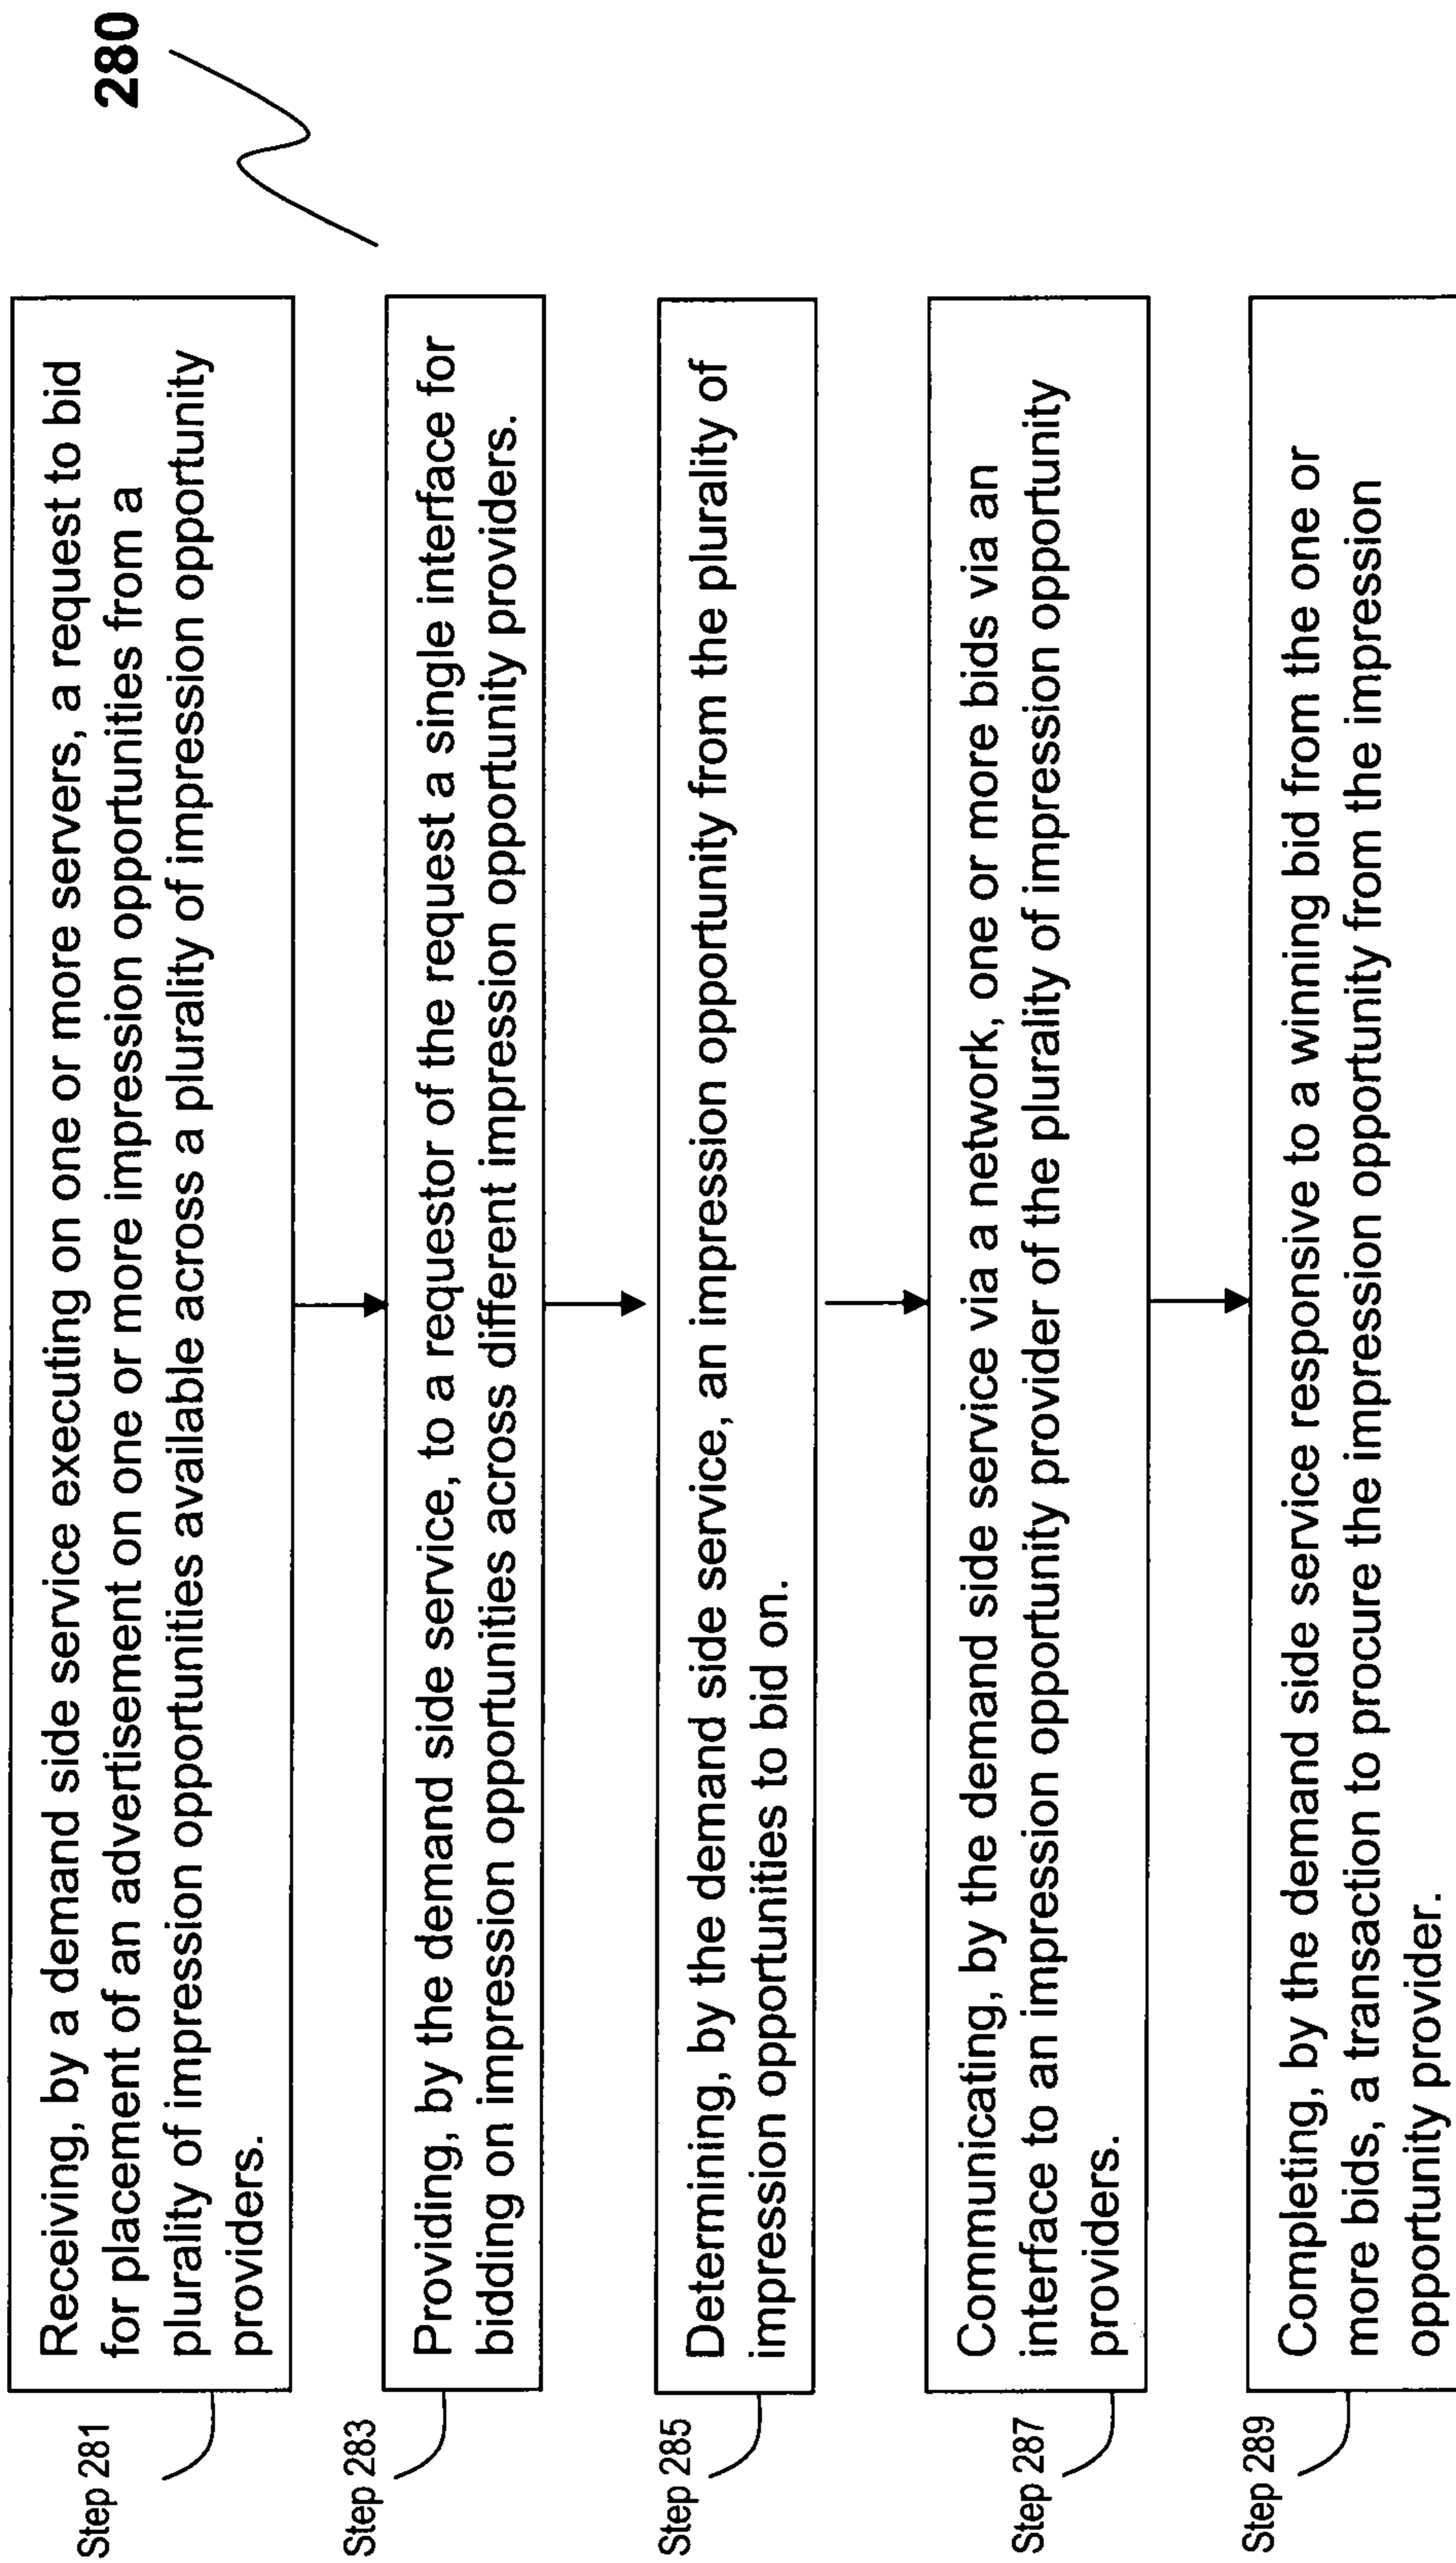 280
Step 281
Receiving, by a demand side service executing on one or more servers, a request to bid
for placement of an advertisement on one or more impression opportunities from a
plurality of impression opportunities available across a plurality of impression opportunity
providers.
Step 283
Providing, by the demand side service, to a requestor of the request a single interface for
bidding on impression opportunities across different impression opportunity providers.
Step 285
Determining, by the demand side service, an impression opportunity from the plurality of
impression opportunities to bid on.
Step 287
Communicating, by the demand side service via a network, one or more bids via an
interface to an impression opportunity provider of the plurality of impression opportunity
providers.
Step 289
Completing, by the demand side service responsive to a winning bid from the one or
more bids, a transaction to procure the impression opportunity from the impression
opportunity provider.